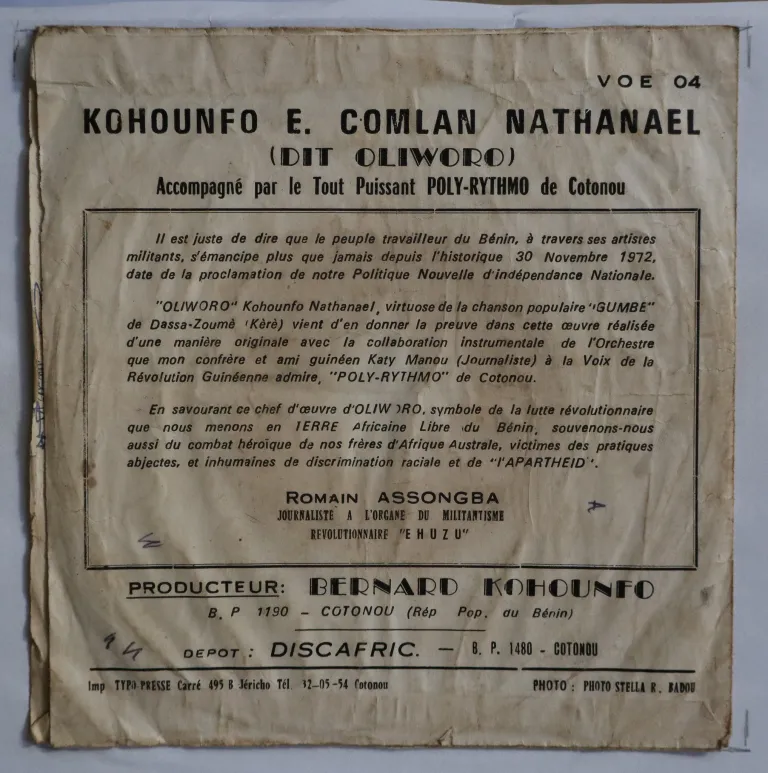 VOE 04
KOHOUNFO E. COMLAN NATHANAEL
(DIT OLIWORO)
Accompagné par le Tout Puissant POLY-RYTHMO de Cotonou
Il est juste de dire que le peuple travailleur du Bénin, à travers ses artistes
militants, s'émancipe plus que jamais depuis l'historique 30 Novembre 1972,
date de la proclamation de notre Politique Nouvelle d'indépendance Nationale.
"OLIWORO" Kohounfo Nathanael, virtuose de la chanson populaire "GUMBE"
de Dassa-Zoumè (Kèrè) vient d'en donner la preuve dans cette œuvre réalisée
d'une manière originale avec la collaboration instrumentale de l'Orchestre
que mon confrère et ami guinéen Katy Manou (Journaliste) à la Voix de la
Révolution Guinéenne admire, "POLY-RYTHMO" de Cotonou.
En savourant ce chef d'œuvre d'OLIWORO, symbole de la lutte révolutionnaire
que nous menons en TERRE Africaine Libre du Bénin, souvenons-nous
aussi du combat héroïque de nos frères d'Afrique Australe, victimes des pratiques
abjectes, et inhumaines de discrimination raciale et de "l'APARTHEID".
ROMAIN ASSONGBA
JOURNALISTE A L'ORGANE DU MILITANTISME
REVOLUTIONNAIRE "EHUZU"
PRODUCTEUR: BERNARD KOHOUNFO
B. P 1190 - COTONOU (Rép Pop. du Bénin)
DEPOT : DISCAFRIC. - B. P. 1480 - COTONOU
Imp TYPO-PRESSE Carré 495 B Jéricho Tél. 32-05-54 Cotonou
PHOTO : PHOTO STELLA R. BADOU